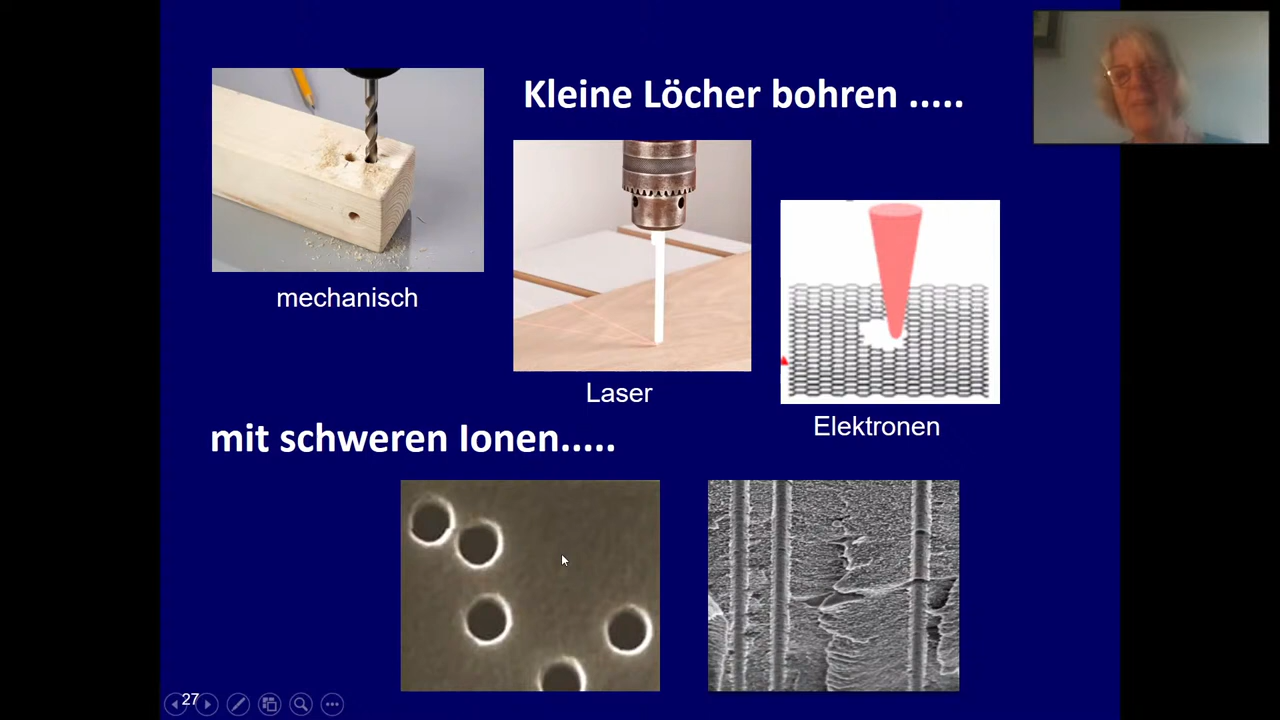 Kleine Löcher bohren .....
mechanisch
Laser
Elektronen
mit schweren Ionen.....
27